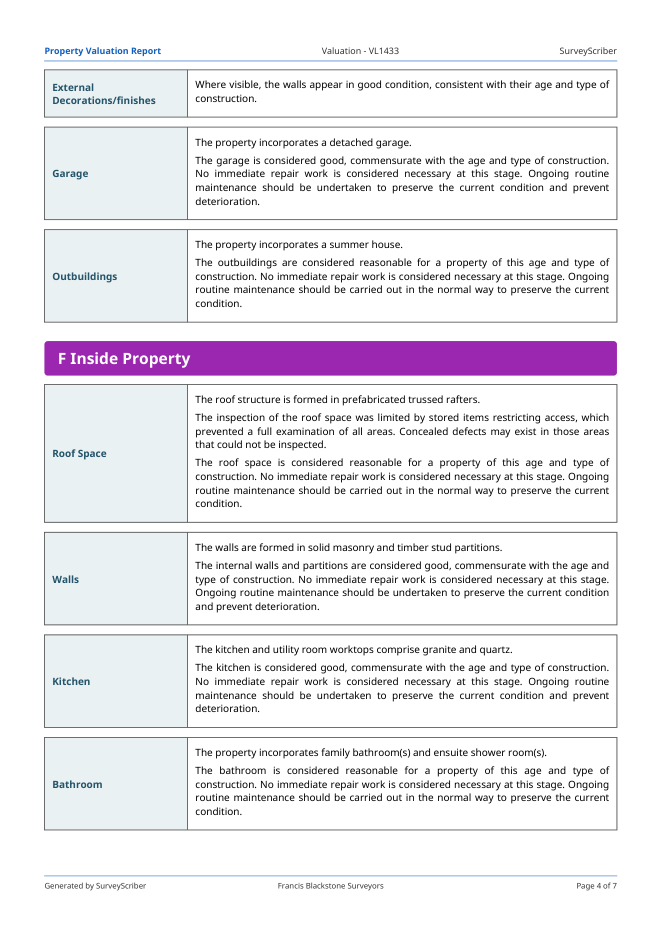 Property Valuation Report
Valuation - VL1433
SurveyScriber
External
Decorations/finishes
Where visible, the walls appear in good condition, consistent with their age and type of
construction.
Garage
The property incorporates a detached garage.
The garage is considered good, commensurate with the age and type of construction.
No immediate repair work is considered necessary at this stage. Ongoing routine
maintenance should be undertaken to preserve the current condition and prevent
deterioration.
Outbuildings
The property incorporates a summer house.
The outbuildings are considered reasonable for a property of this age and type of
construction. No immediate repair work is considered necessary at this stage. Ongoing
routine maintenance should be carried out in the normal way to preserve the current
condition.
F Inside Property
Roof Space
The roof structure is formed in prefabricated trussed rafters.
The inspection of the roof space was limited by stored items restricting access, which
prevented a full examination of all areas. Concealed defects may exist in those areas
that could not be inspected.
The roof space is considered reasonable for a property of this age and type of
construction. No immediate repair work is considered necessary at this stage. Ongoing
routine maintenance should be carried out in the normal way to preserve the current
condition.
Walls
The walls are formed in solid masonry and timber stud partitions.
The internal walls and partitions are considered good, commensurate with the age and
type of construction. No immediate repair work is considered necessary at this stage.
Ongoing routine maintenance should be undertaken to preserve the current condition
and prevent deterioration.
Kitchen
The kitchen and utility room worktops comprise granite and quartz.
The kitchen is considered good, commensurate with the age and type of construction.
No immediate repair work is considered necessary at this stage. Ongoing routine
maintenance should be undertaken to preserve the current condition and prevent
deterioration.
Bathroom
The property incorporates family bathroom(s) and ensuite shower room(s).
The bathroom is considered reasonable for a property of this age and type of
construction. No immediate repair work is considered necessary at this stage. Ongoing
routine maintenance should be carried out in the normal way to preserve the current
condition.
Generated by SurveyScriber
Francis Blackstone Surveyors
Page 4 of 7